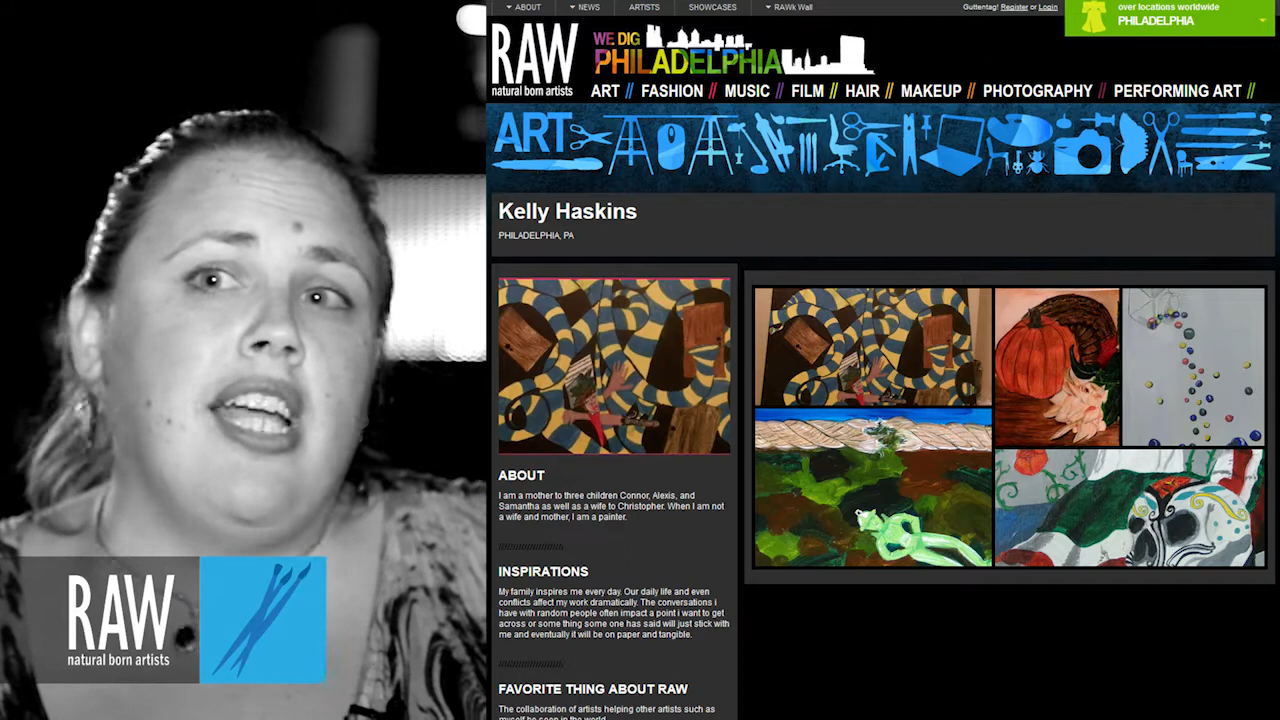 ABOUT
NEWS
ARTISTS
SHOWCASES
RAWk Wall
Guttentag! Register or Login
over locations worldwide
PHILADELPHIA
RAW
natural born artists
WE DIG
PHILADELPHIA
ART // FASHION // MUSIC // FILM // HAIR // MAKEUP // PHOTOGRAPHY // PERFORMING ART //
ART
Kelly Haskins
PHILADELPHIA, PA
ABOUT
I am a mother to three children Connor, Alexis, and
Samantha as well as a wife to Christopher. When I am not
a wife and mother, I am a painter.
INSPIRATIONS
My family inspires me every day. Our daily life and even
conflicts affect my work dramatically. The conversations i
have with random people often impact a point i want to get
across or some thing some one has said will just stick with
me and eventually it will be on paper and tangible.
FAVORITE THING ABOUT RAW
The collaboration of artists helping other artists such as
myself be seen in the world
RAW
natural born artists